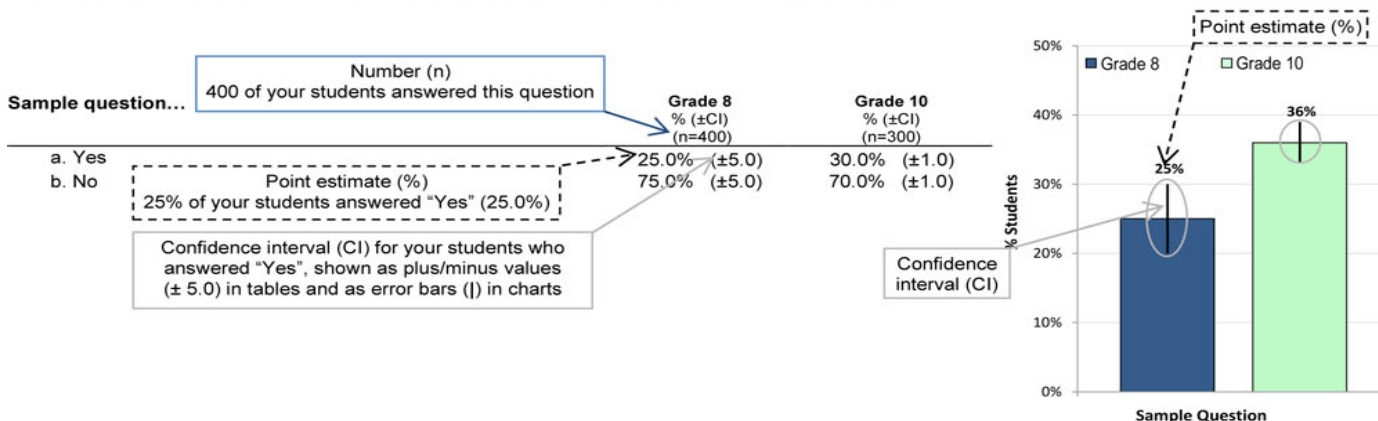 Number (n)
400 of your students answered this question
Sample question…
Grade 8
% (±CI)
(n=400)
Grade 10
% (±CI)
(n=300)
a. Yes 25.0% (±5.0) 30.0% (±1.0)
b. No 75.0% (±5.0) 70.0% (±1.0)
Point estimate (%)
25% of your students answered “Yes” (25.0%)
Confidence interval (CI) for your students who
answered “Yes”, shown as plus/minus values
(± 5.0) in tables and as error bars (|) in charts
Point estimate (%)
Grade 8 Grade 10
50%
40%
30%
20%
10%
0%
% Students
25%
36%
Confidence
interval (CI)
Sample Question